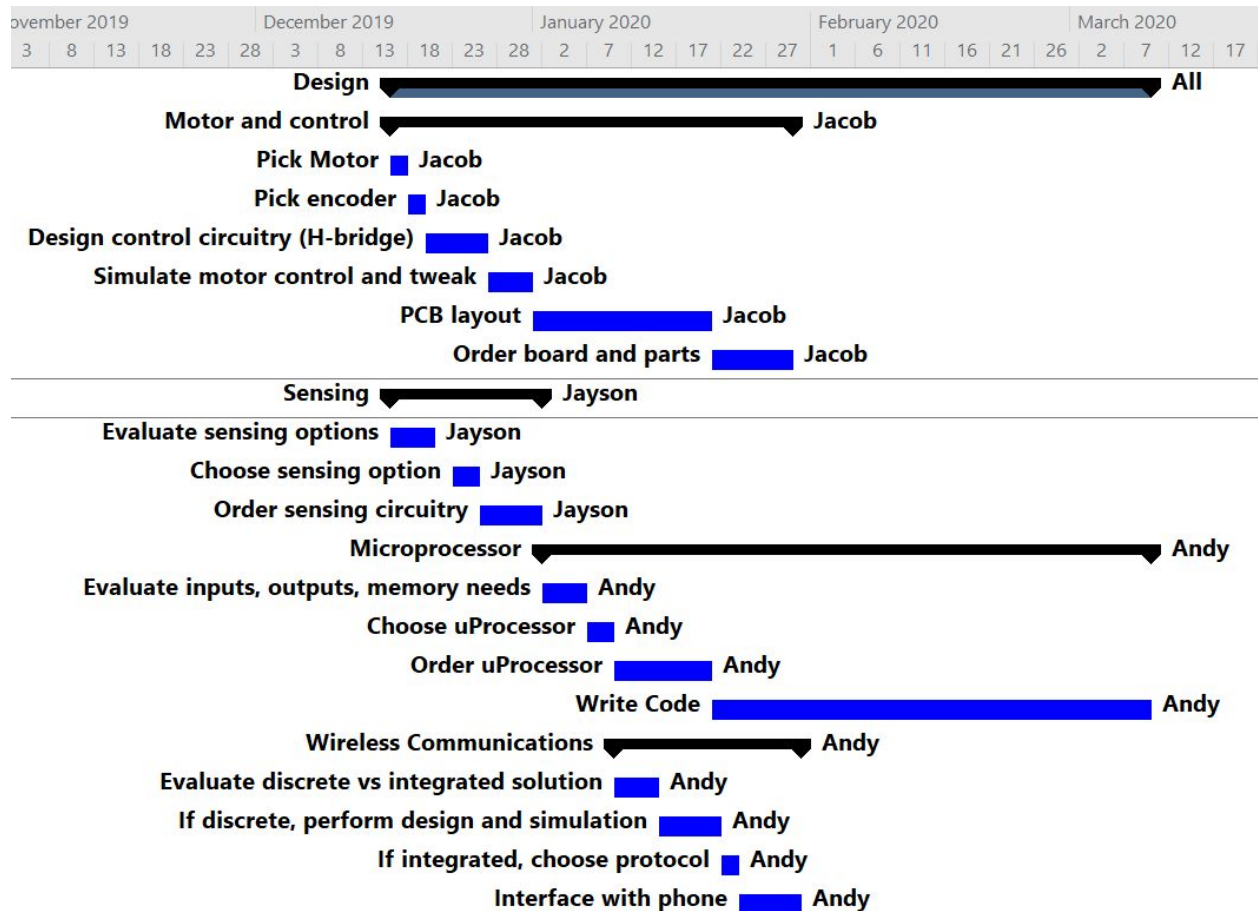 ovember 2019 December 2019 January 2020 February 2020 March 2020
3 8 13 18 23 28 3 8 13 18 23 28 2 7 12 17 22 27 1 6 11 16 21 26 2 7 12 17
Design All
Motor and control Jacob
Pick Motor Jacob
Pick encoder Jacob
Design control circuitry (H-bridge) Jacob
Simulate motor control and tweak Jacob
PCB layout Jacob
Order board and parts Jacob
Sensing Jayson
Evaluate sensing options Jayson
Choose sensing option Jayson
Order sensing circuitry Jayson
Microprocessor Andy
Evaluate inputs, outputs, memory needs Andy
Choose uProcessor Andy
Order uProcessor Andy
Write Code Andy
Wireless Communications Andy
Evaluate discrete vs integrated solution Andy
If discrete, perform design and simulation Andy
If integrated, choose protocol Andy
Interface with phone Andy